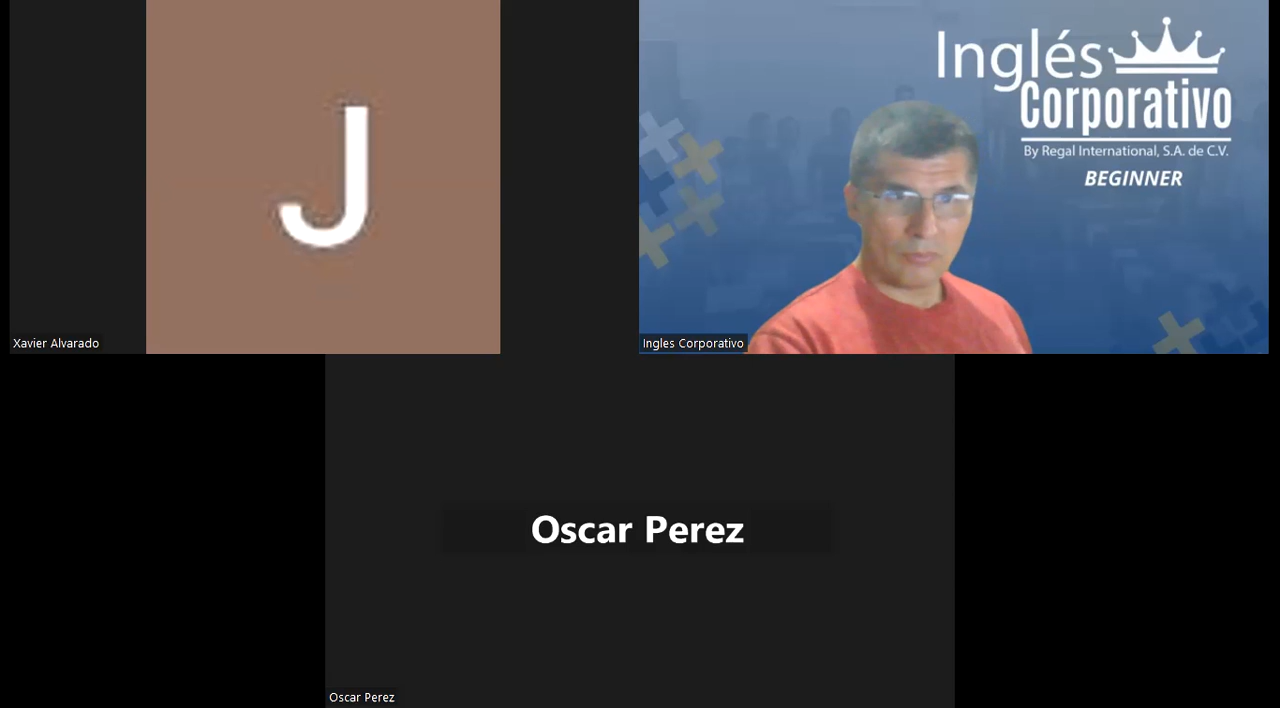 J
Xavier Alvarado
Inglés
Corporativo
By Regal International, S.A. de C.V.
BEGINNER
Ingles Corporativo
Oscar Perez
Oscar Perez